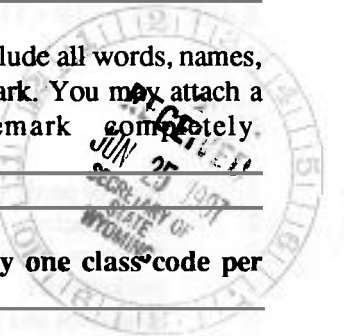 lude all words, names,
ark. You may attach a
emark completely
RECEIVED
JUN 25
SECRETARY OF
STATE
WYOMING
y one class code per